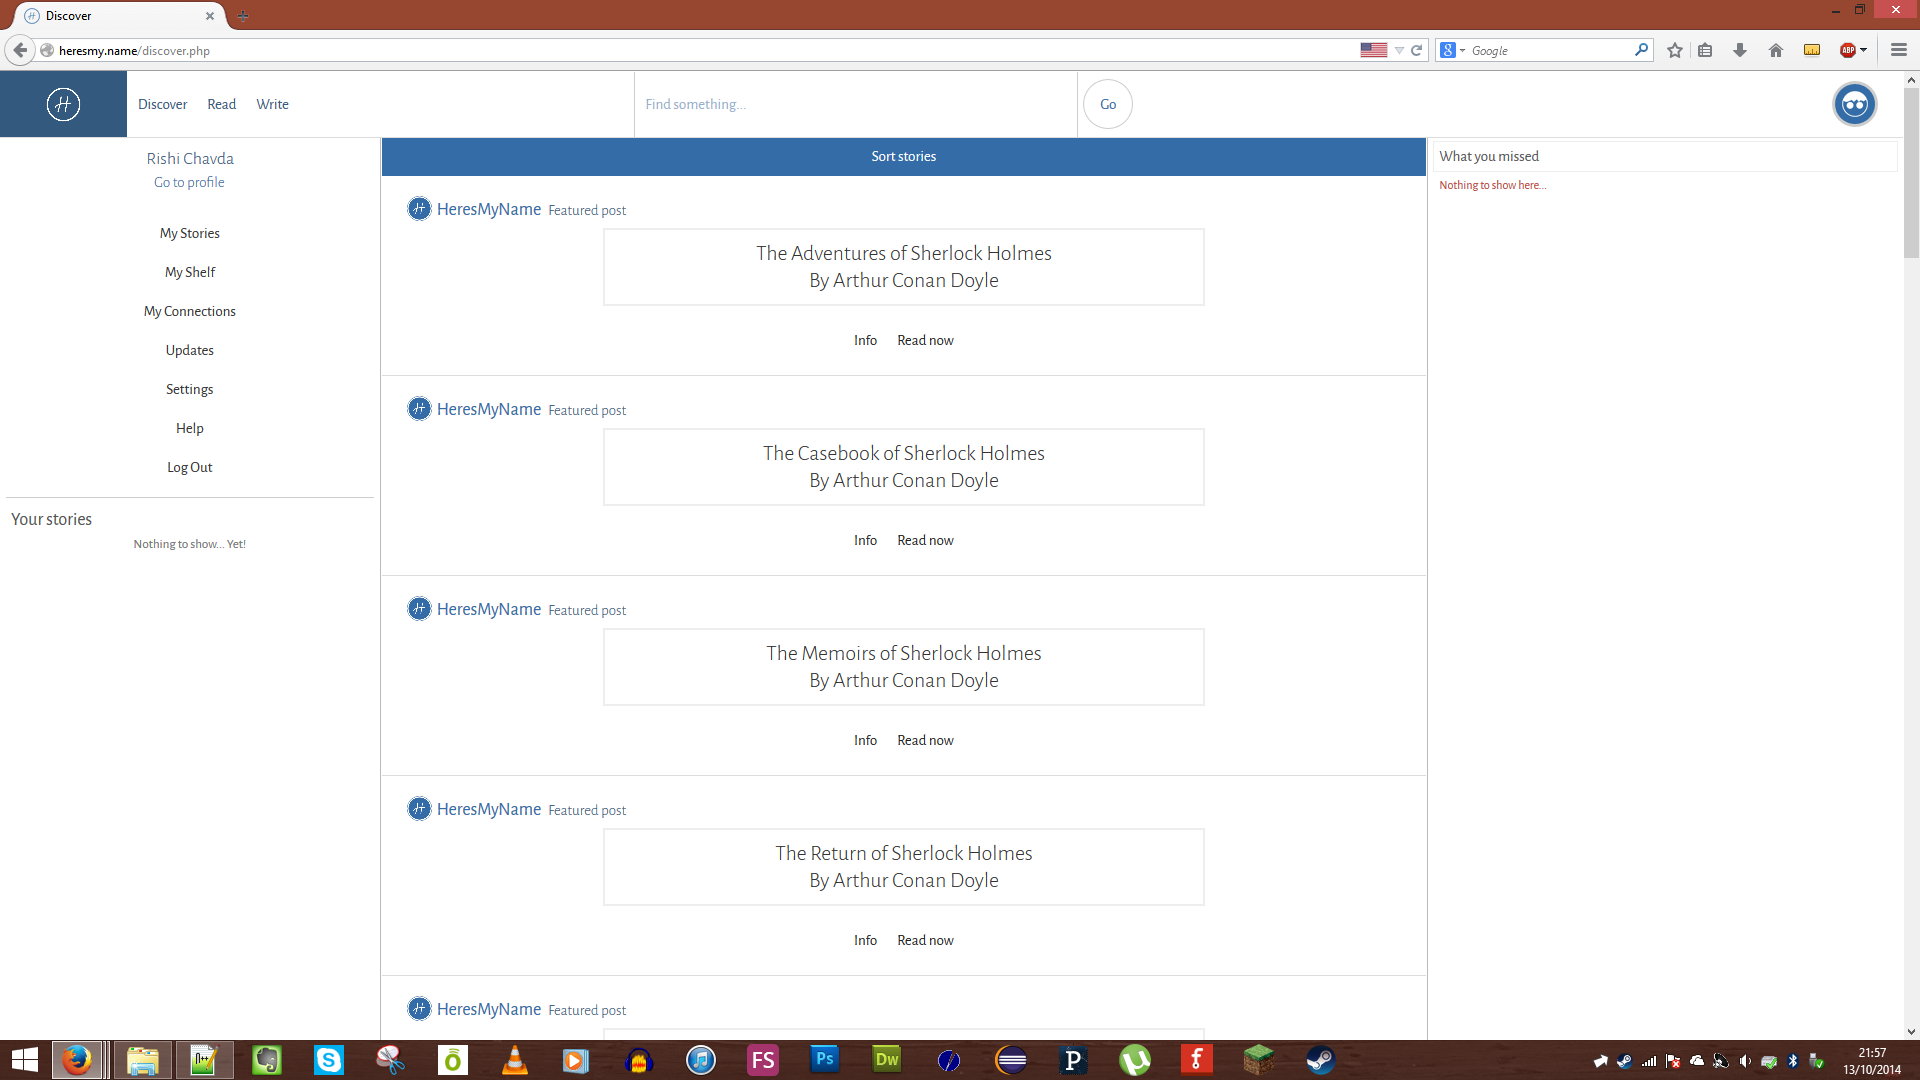 Discover
heresmy.name/discover.php
Google
ABP
Discover Read Write
Find something...
Go
Rishi Chavda
Go to profile
My Stories
My Shelf
My Connections
Updates
Settings
Help
Log Out
Your stories
Nothing to show... Yet!
Sort stories
HeresMyName Featured post
The Adventures of Sherlock Holmes
By Arthur Conan Doyle
Info Read now
HeresMyName Featured post
The Casebook of Sherlock Holmes
By Arthur Conan Doyle
Info Read now
HeresMyName Featured post
The Memoirs of Sherlock Holmes
By Arthur Conan Doyle
Info Read now
HeresMyName Featured post
The Return of Sherlock Holmes
By Arthur Conan Doyle
Info Read now
HeresMyName Featured post
What you missed
Nothing to show here...
FS
Ps
Dw
P
21:57
13/10/2014